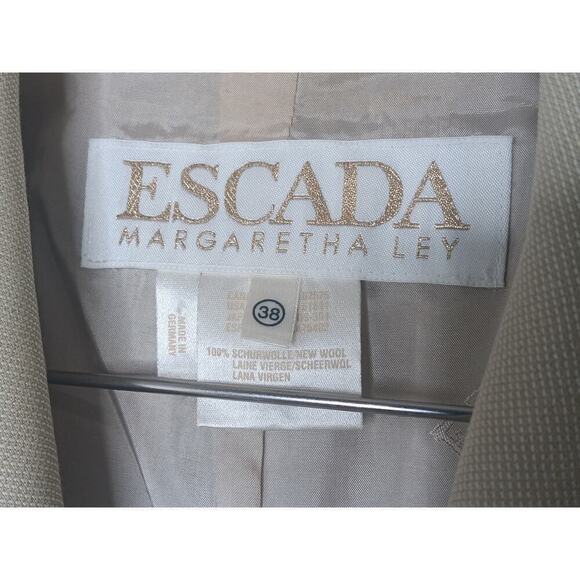 ESCADA
MARGARETHA LEY
MADE IN
GERMANY
38
100% SCHURWOLLE/NEW WOOL
LAINE VIERGE/SCHEERWOL
LANA VIRGEN